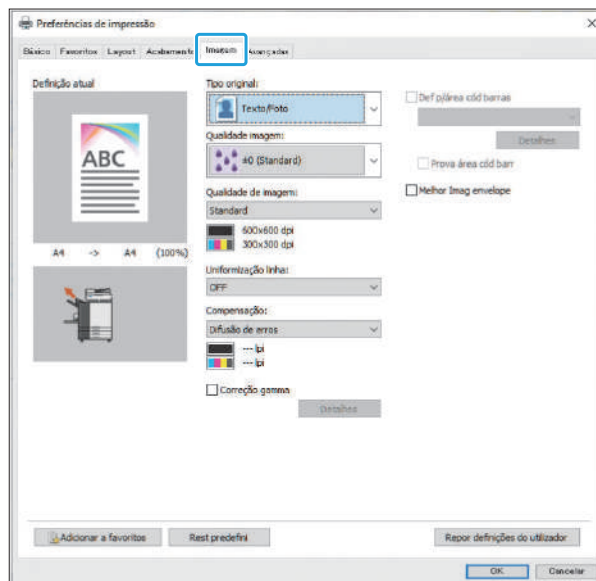 Preferências de impressão
Básico Favoritos Layout Acabamento Imagem Avançadas
Definição atual
ABC
A4 -> A4 (100%)
Tipo original:
Texto/Foto
Qualidade imagem:
±0 (Standard)
Qualidade de imagem:
Standard
600x600 dpi
300x300 dpi
Uniformização linha:
OFF
Compensação:
Difusão de erros
--- lpi
--- lpi
Correção gamma
Detalhes
Def p/área cód barras
Detalhes
Prova área cód barr
Melhor Imag envelope
Adicionar a favoritos
Rest predefini
Repor definições do utilizador
OK
Cancelar